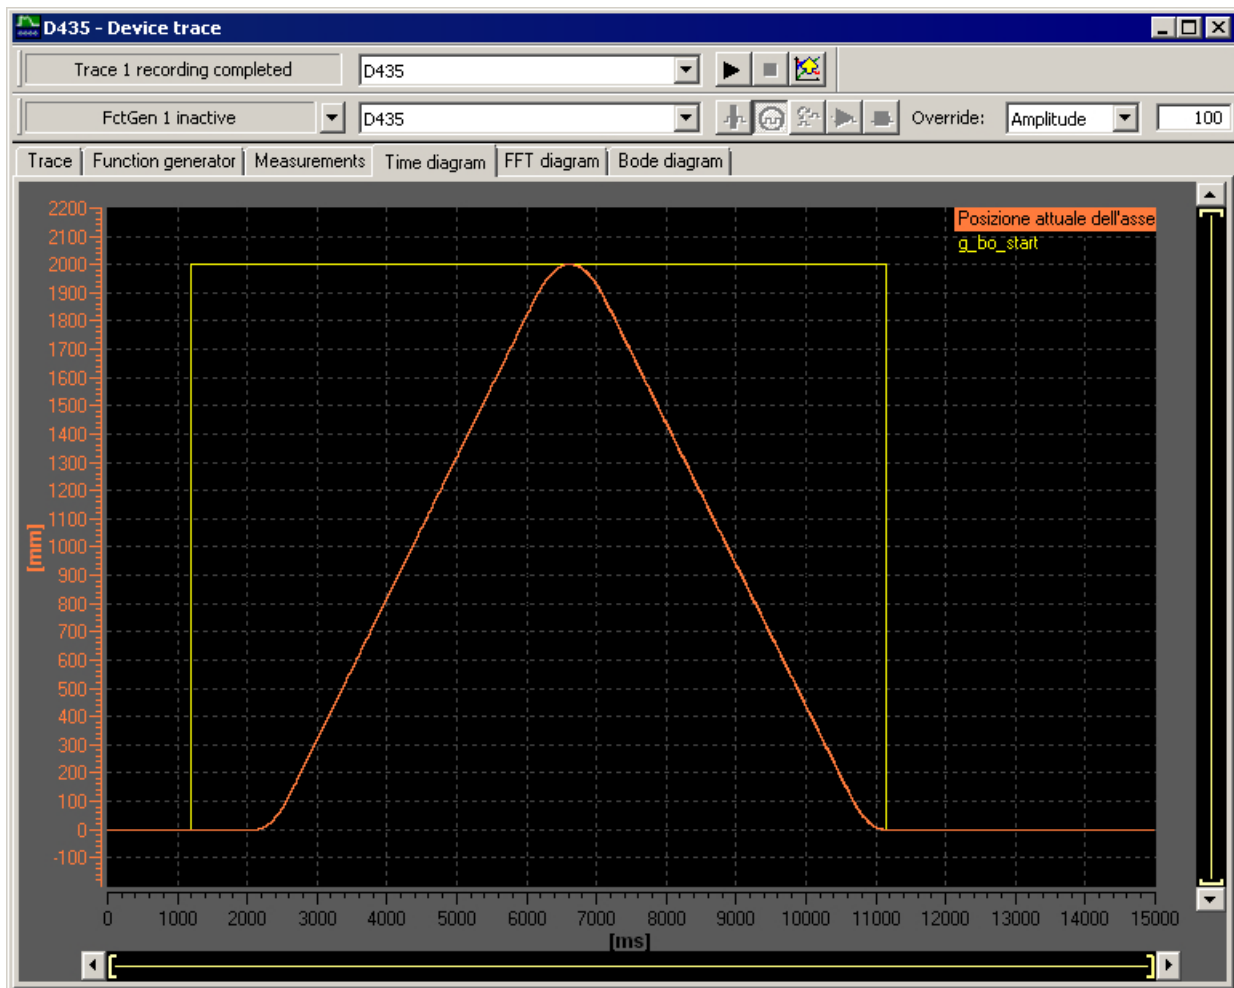 D435 - Device trace
Trace 1 recording completed D435
FctGen 1 inactive D435 Override: Amplitude 100
Trace Function generator Measurements Time diagram FFT diagram Bode diagram
Posizione attuale dell'asse
g_bo_start
2200
2100
2000
1900
1800
1700
1600
1500
1400
1300
1200
1100
1000
900
800
700
600
500
400
300
200
100
0
-100
[mm]
0 1000 2000 3000 4000 5000 6000 7000 8000 9000 10000 11000 12000 13000 14000 15000
[ms]